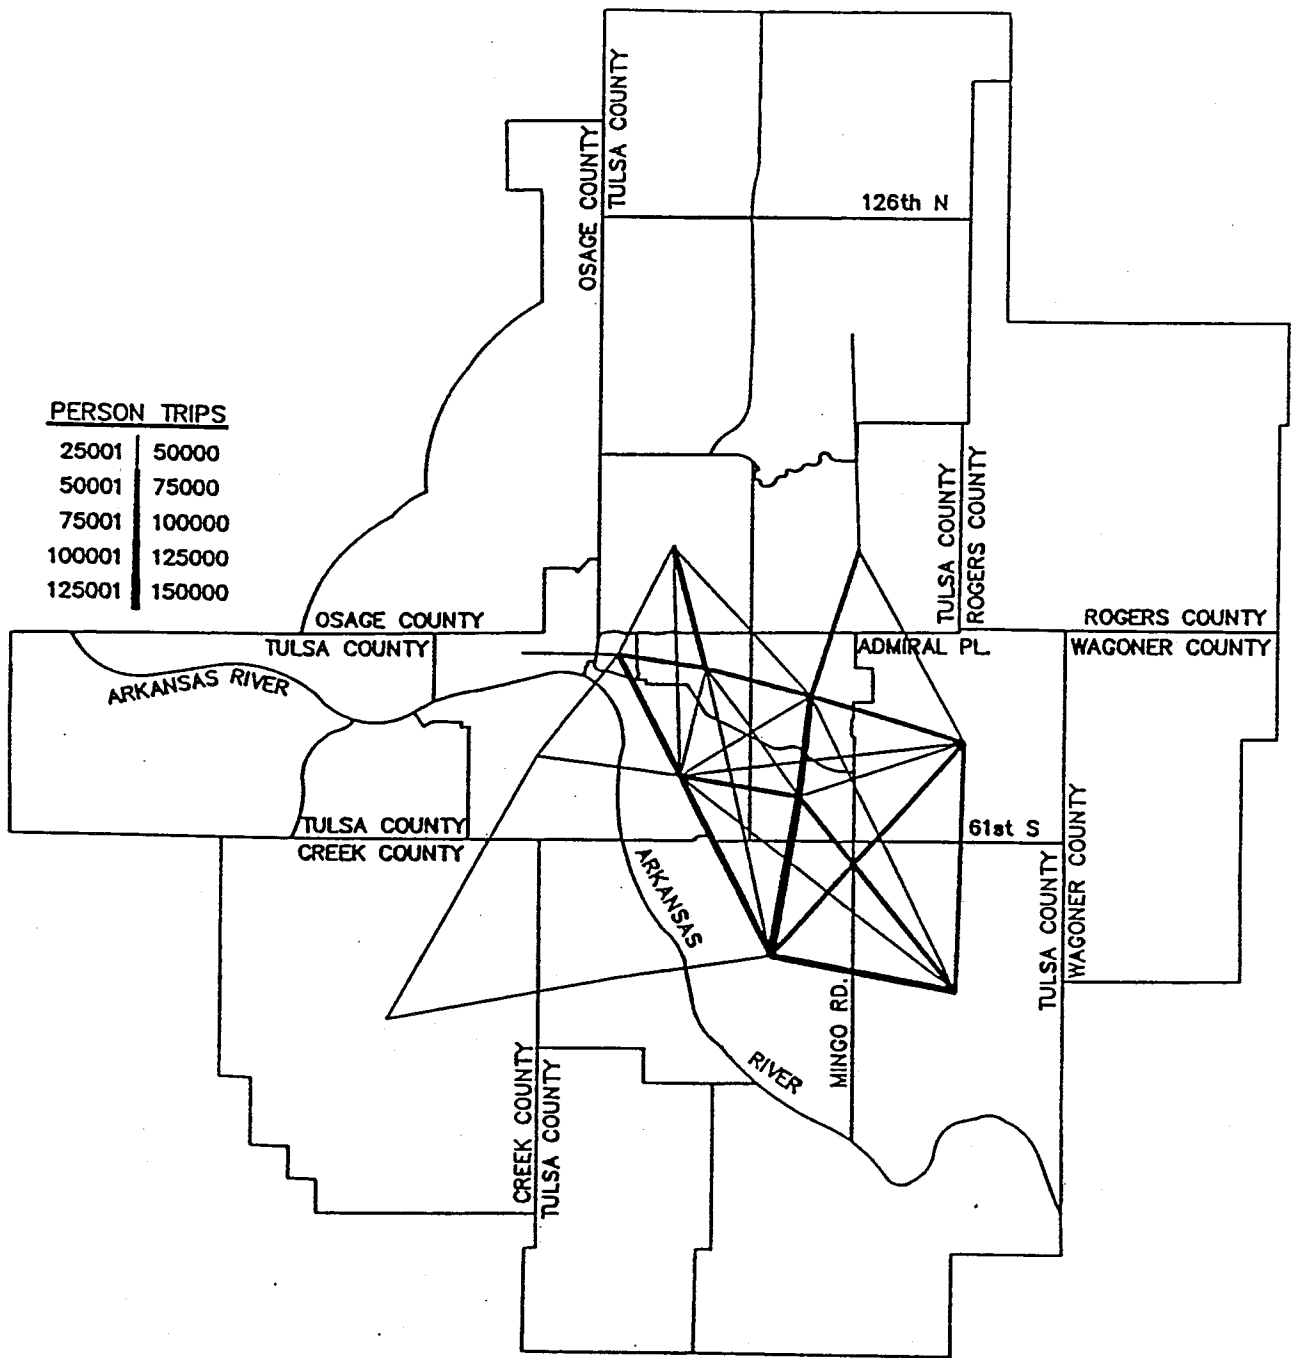 TULSA COUNTY
OSAGE COUNTY
126th N
PERSON TRIPS
25001 50000
50001 75000
75001 100000
100001 125000
125001 150000
TULSA COUNTY
ROGERS COUNTY
OSAGE COUNTY
TULSA COUNTY
ROGERS COUNTY
WAGONER COUNTY
ADMIRAL PL.
ARKANSAS RIVER
TULSA COUNTY
CREEK COUNTY
61st S
WAGONER COUNTY
TULSA COUNTY
ARKANSAS
RIVER
MINGO RD.
CREEK COUNTY
TULSA COUNTY